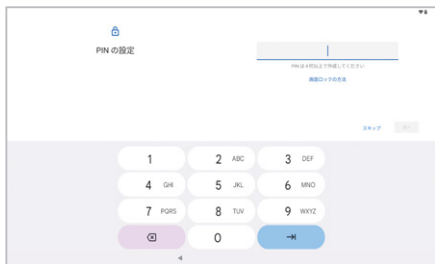 PIN の設定
PIN は 4 桁以上で作成してください
画面ロックの方法
スキップ
次へ
1
2 ABC
3 DEF
4 GHI
5 JKL
6 MNO
7 PQRS
8 TUV
9 WXYZ
0